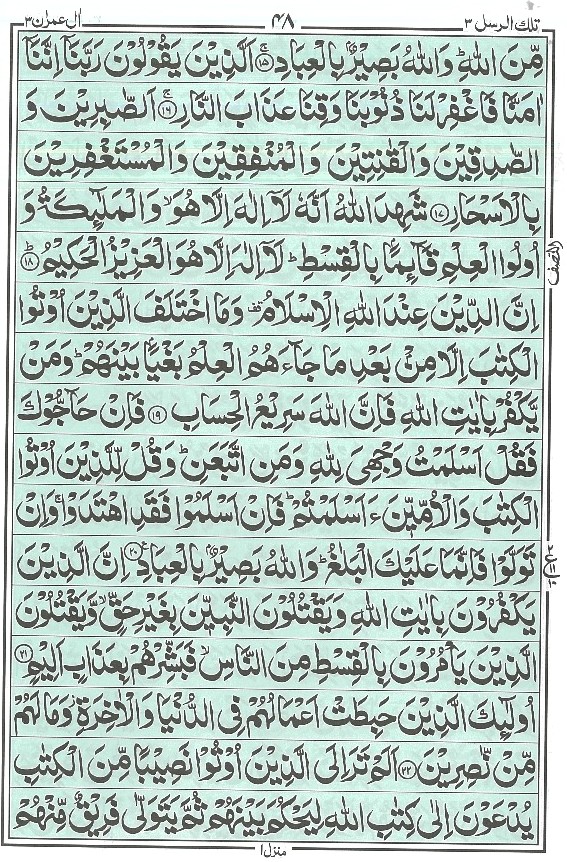 تلك الرسل ٣ ٤٨ اٰل عمرٰن ٣
مِّنَ اللّٰهِ ؕ وَاللّٰهُ بَصِيْرٌۢ بِالْعِبَادِ ۚ ﴿۱۵﴾ اَلَّذِيْنَ يَقُوْلُوْنَ رَبَّنَاۤ اِنَّنَاۤ
اٰمَنَّا فَاغْفِرْ لَنَا ذُنُوْبَنَا وَقِنَا عَذَابَ النَّارِ ۚ ﴿۱۶﴾ اَلصّٰبِرِيْنَ وَ
الصّٰدِقِيْنَ وَالْقٰنِتِيْنَ وَالْمُنْفِقِيْنَ وَالْمُسْتَغْفِرِيْنَ
بِالْاَسْحَارِ ﴿۱۷﴾ شَهِدَ اللّٰهُ اَنَّهٗ لَاۤ اِلٰهَ اِلَّا هُوَ ۙ وَالْمَلٰٓئِكَةُ وَ
اُولُوا الْعِلْمِ قَآئِمًۢا بِالْقِسْطِ ؕ لَاۤ اِلٰهَ اِلَّا هُوَ الْعَزِيْزُ الْحَكِيْمُ ؕ ﴿۱۸﴾
النصف
اِنَّ الدِّيْنَ عِنْدَ اللّٰهِ الْاِسْلَامُ قف وَمَا اخْتَلَفَ الَّذِيْنَ اُوْتُوا
الْكِتٰبَ اِلَّا مِنْۢ بَعْدِ مَا جَآءَهُمُ الْعِلْمُ بَغْيًۢا بَيْنَهُمْ ؕ وَمَنْ
يَّكْفُرْ بِاٰيٰتِ اللّٰهِ فَاِنَّ اللّٰهَ سَرِيْعُ الْحِسَابِ ﴿۱۹﴾ فَاِنْ حَآجُّوْكَ
فَقُلْ اَسْلَمْتُ وَجْهِيَ لِلّٰهِ وَمَنِ اتَّبَعَنِ ؕ وَقُلْ لِّلَّذِيْنَ اُوْتُوا
الْكِتٰبَ وَالْاُمِّيّٖنَ ءَاَسْلَمْتُمْ ؕ فَاِنْ اَسْلَمُوْا فَقَدِ اهْتَدَوْا ۚ وَاِنْ
تَوَلَّوْا فَاِنَّمَا عَلَيْكَ الْبَلٰغُ ؕ وَاللّٰهُ بَصِيْرٌۢ بِالْعِبَادِ ﴿۲۰﴾ اِنَّ الَّذِيْنَ
ع
يَكْفُرُوْنَ بِاٰيٰتِ اللّٰهِ وَيَقْتُلُوْنَ النَّبِيّٖنَ بِغَيْرِ حَقٍّ ۙ وَّيَقْتُلُوْنَ
الَّذِيْنَ يَاْمُرُوْنَ بِالْقِسْطِ مِنَ النَّاسِ ۙ فَبَشِّرْهُمْ بِعَذَابٍ اَلِيْمٍ ﴿۲۱﴾
اُولٰٓئِكَ الَّذِيْنَ حَبِطَتْ اَعْمَالُهُمْ فِي الدُّنْيَا وَالْاٰخِرَةِ ؗ وَمَا لَهُمْ
مِّنْ نّٰصِرِيْنَ ﴿۲۲﴾ اَلَمْ تَرَ اِلَى الَّذِيْنَ اُوْتُوْا نَصِيْبًا مِّنَ الْكِتٰبِ
يُدْعَوْنَ اِلٰى كِتٰبِ اللّٰهِ لِيَحْكُمَ بَيْنَهُمْ ثُمَّ يَتَوَلّٰى فَرِيْقٌ مِّنْهُمْ
منزل ١